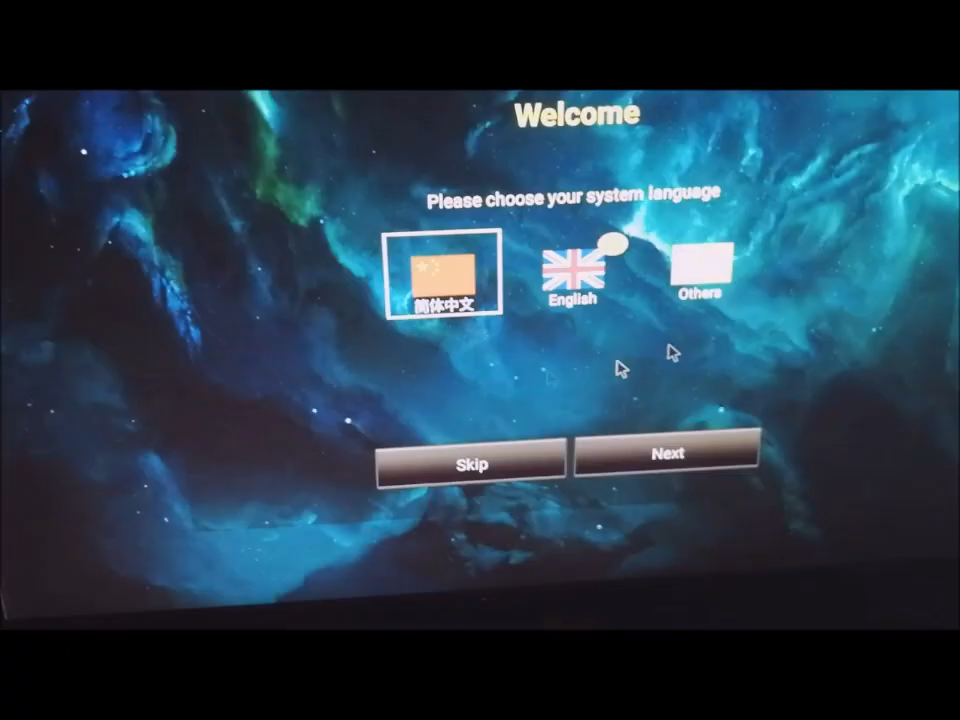 Welcome
Please choose your system language
简体中文
English
Others
Skip
Next